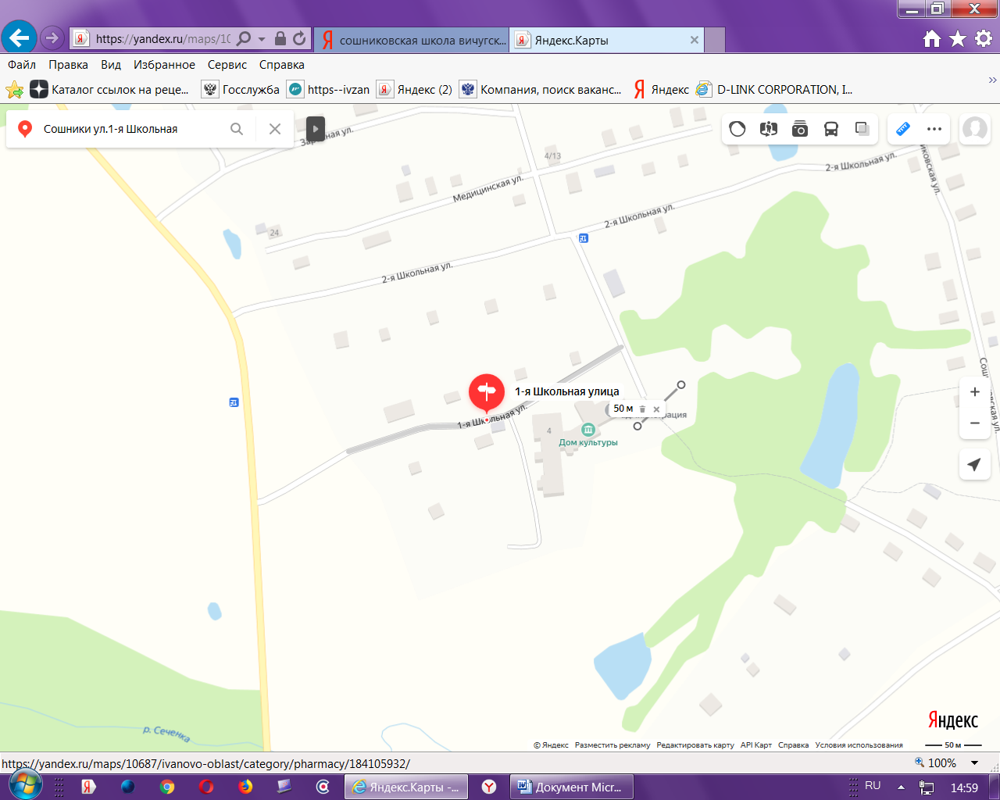 https://yandex.ru/maps/10
сошниковская школа вичугск...
Яндекс.Карты
Файл Правка Вид Избранное Сервис Справка
Каталог ссылок на реце...
Госслужба
https--ivzan
Яндекс (2)
Компания, поиск ваканс...
Яндекс
D-LINK CORPORATION, I...
Сошники ул.1-я Школьная
4/13
2-я Школьная ул.
Медицинская ул.
2-я Школьная ул.
24
2-я Школьная ул.
1-я Школьная улица
1-я Школьная ул.
50 м
4
Дом культуры
р. Сеченка
Яндекс
© Яндекс Разместить рекламу Редактировать карту API Карт Справка Условия использования
50 м
https://yandex.ru/maps/10687/ivanovo-oblast/category/pharmacy/184105932/
100%
Яндекс.Карты -...
Документ Micr...
RU
14:59